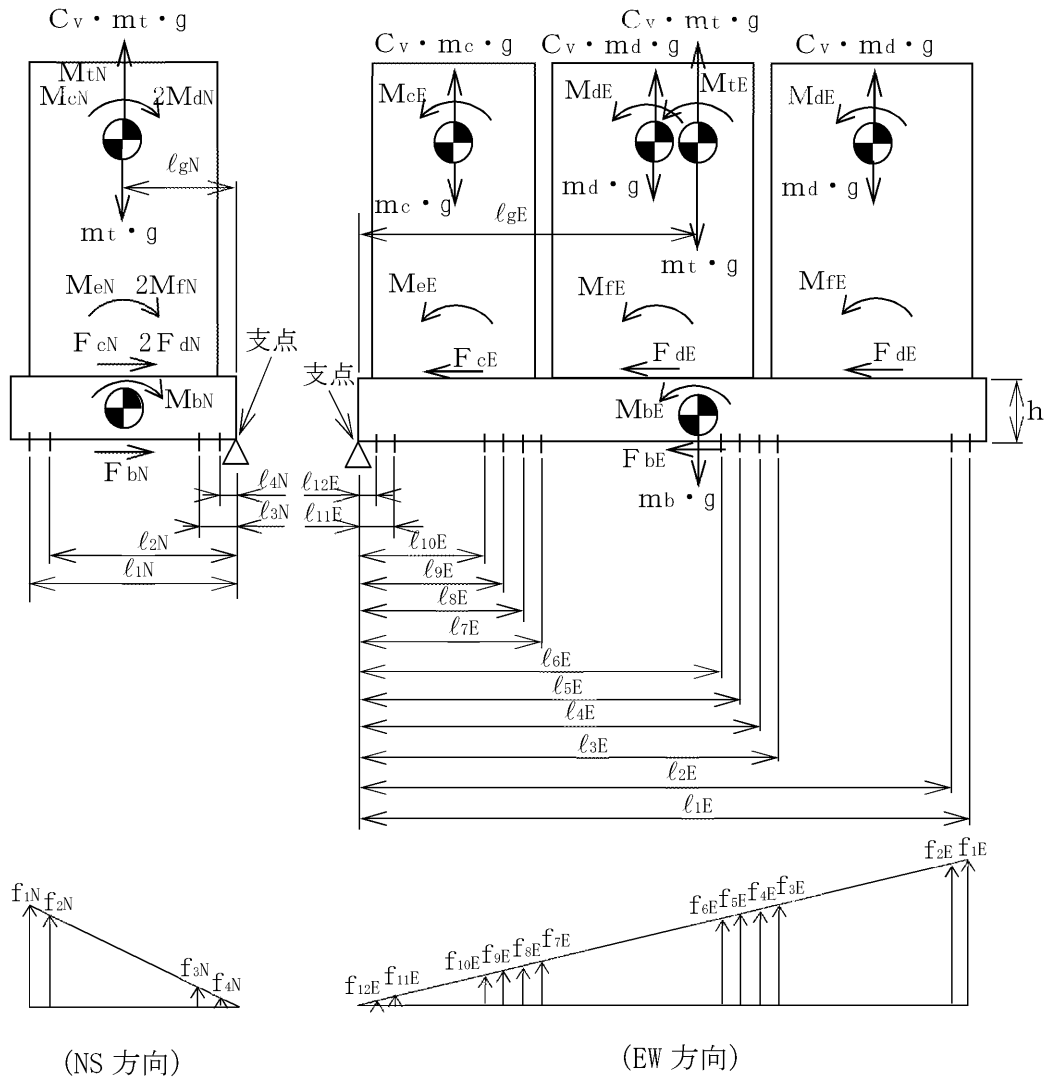 Cv・mt・g
MtN
McN 2MdN
ℓgN
mt・g
MeN 2MfN
FcN 2FdN
支点
MbN
FbN
ℓ4N
ℓ3N
ℓ2N
ℓ1N
Cv・mt・g
Cv・mc・g Cv・md・g Cv・md・g
McE MdE MtE MdE
mc・g md・g md・g
ℓgE
mt・g
MeE MfE MfE
支点
FcE FdE FdE
MbE
h
FbE
mb・g
ℓ12E
ℓ11E
ℓ10E
ℓ9E
ℓ8E
ℓ7E
ℓ6E
ℓ5E
ℓ4E
ℓ3E
ℓ2E
ℓ1E
f1N f2N
f3N f4N
(NS 方向)
f12E f11E f10E f9E f8E f7E f6E f5E f4E f3E f2E f1E
(EW 方向)